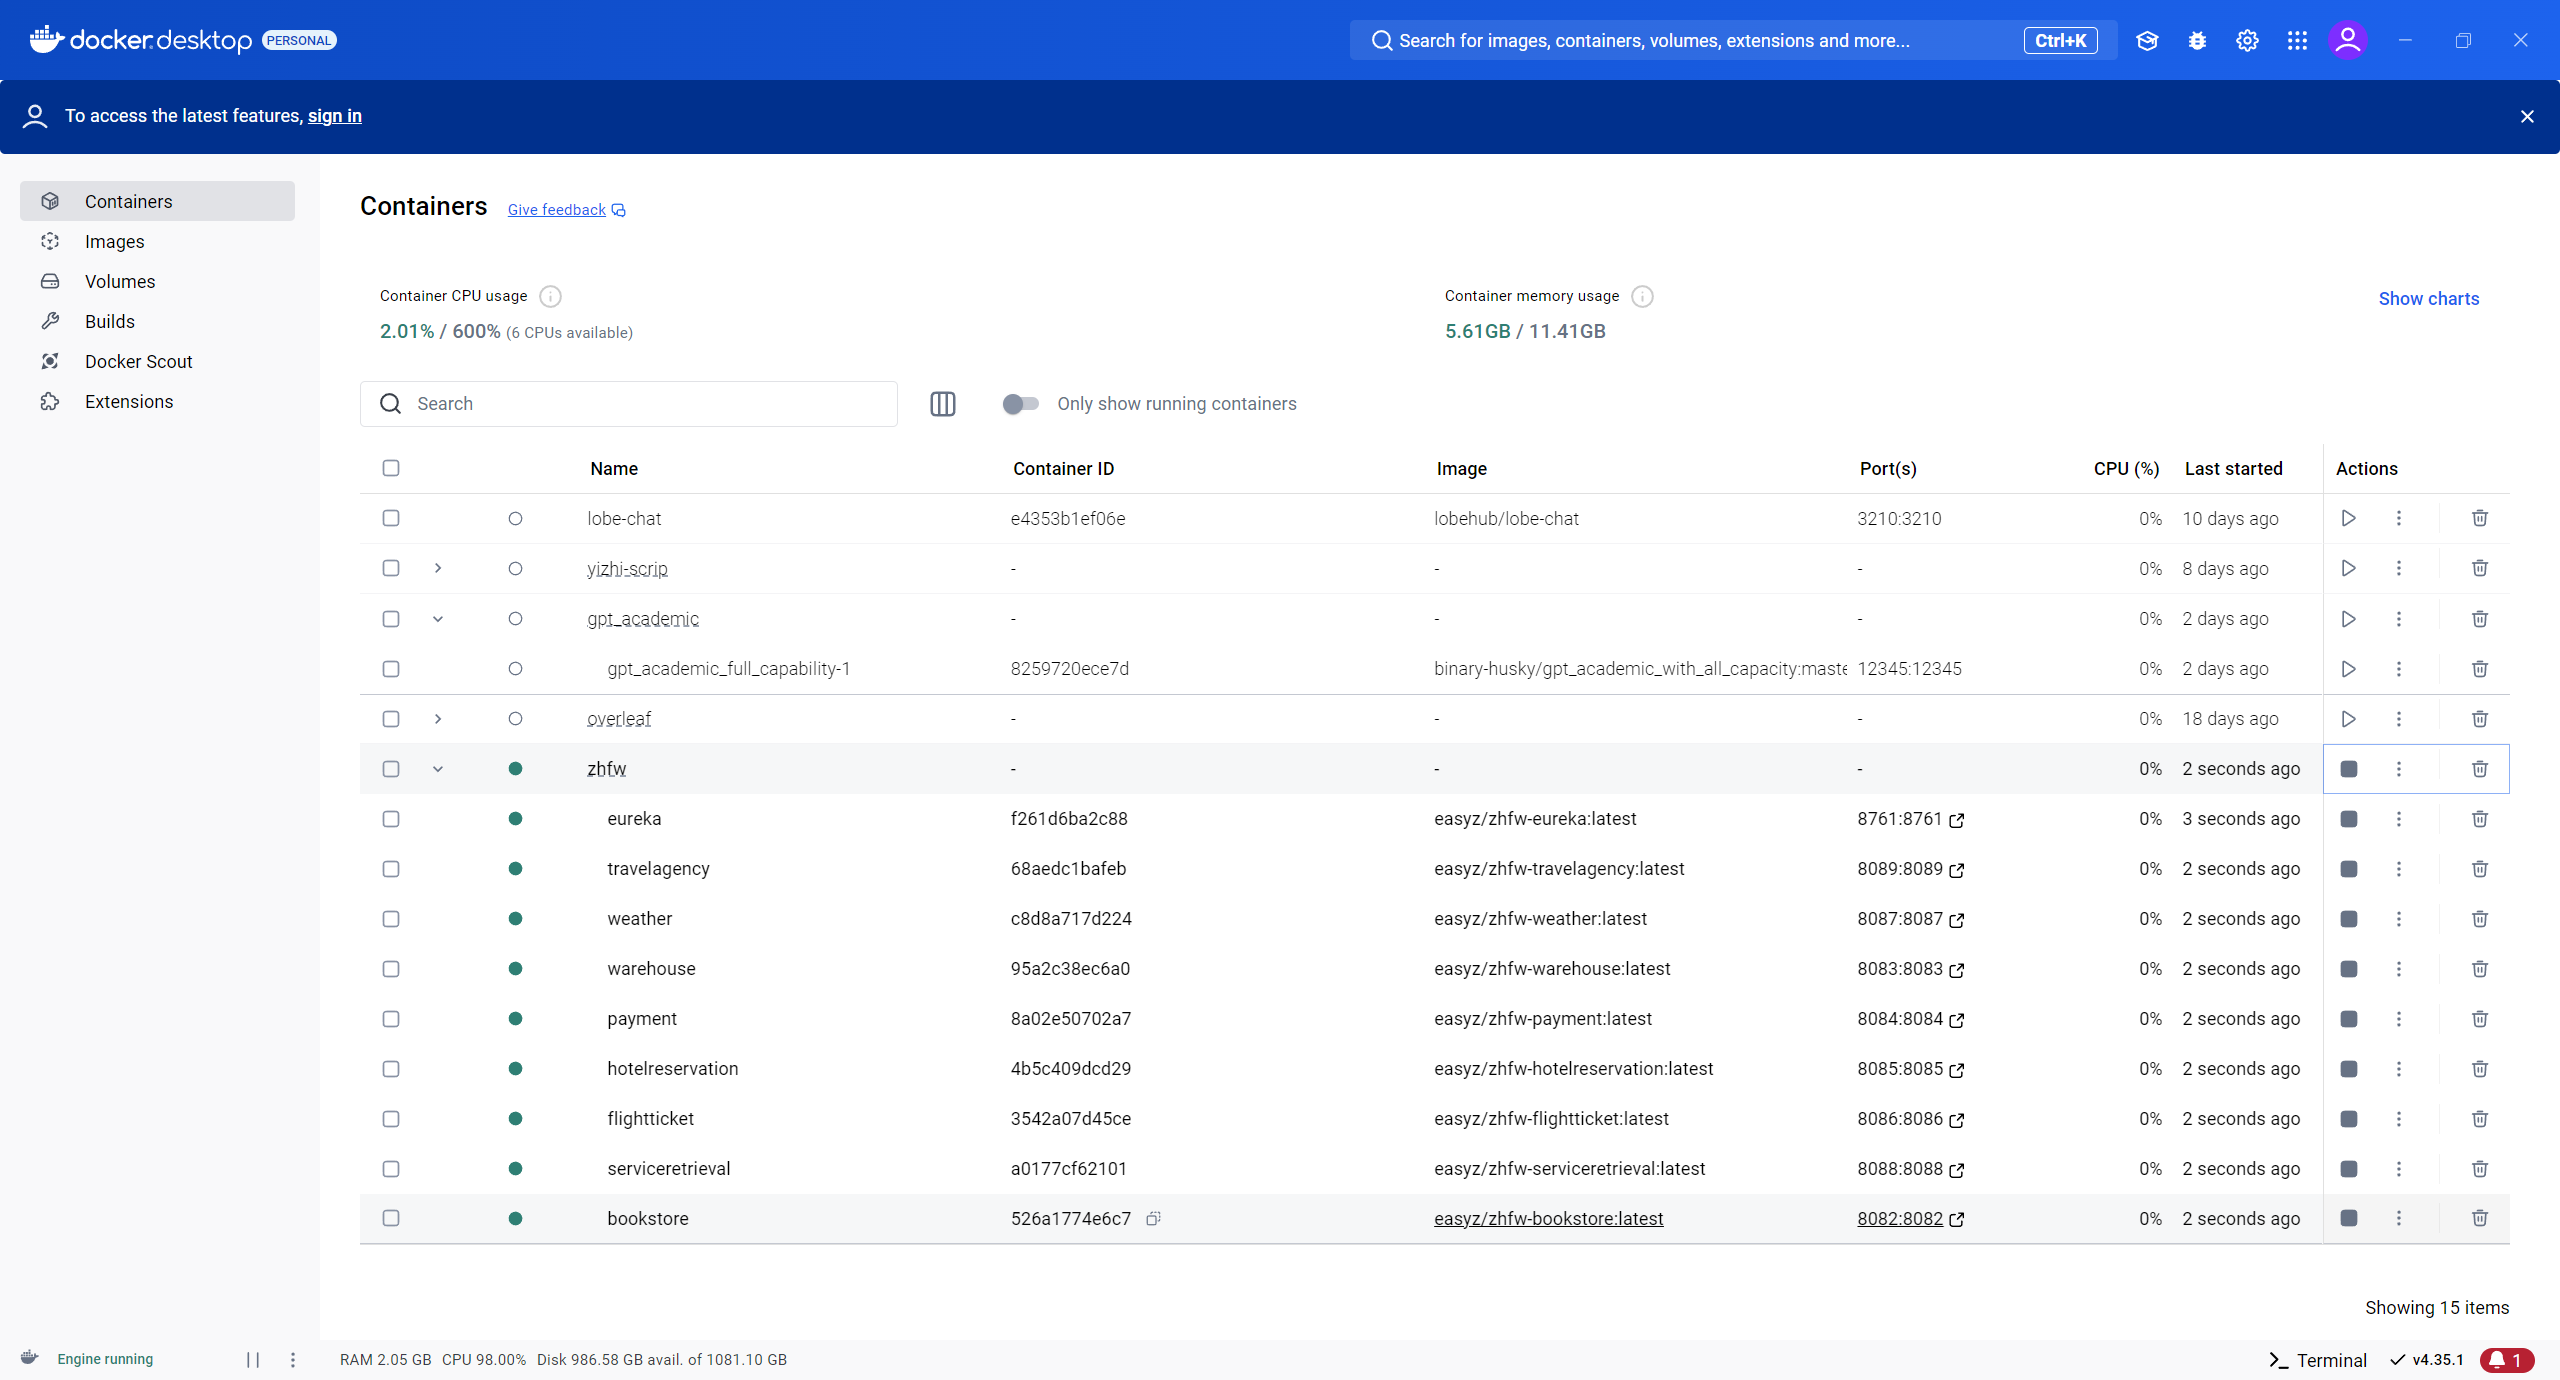 docker desktop PERSONAL
Search for images, containers, volumes, extensions and more... Ctrl+K
To access the latest features, sign in
Containers
Images
Volumes
Builds
Docker Scout
Extensions
Containers Give feedback
Container CPU usage
2.01% / 600% (6 CPUs available)
Container memory usage
5.61GB / 11.41GB
Show charts
Search
Only show running containers
Name Container ID Image Port(s) CPU (%) Last started Actions
lobe-chat e4353b1ef06e lobehub/lobe-chat 3210:3210 0% 10 days ago
yizhi-scrip - - - 0% 8 days ago
gpt_academic - - - 0% 2 days ago
gpt_academic_full_capability-1 8259720ece7d binary-husky/gpt_academic_with_all_capacity:maste 12345:12345 0% 2 days ago
overleaf - - - 0% 18 days ago
zhfw - - - 0% 2 seconds ago
eureka f261d6ba2c88 easyz/zhfw-eureka:latest 8761:8761 0% 3 seconds ago
travelagency 68aedc1bafeb easyz/zhfw-travelagency:latest 8089:8089 0% 2 seconds ago
weather c8d8a717d224 easyz/zhfw-weather:latest 8087:8087 0% 2 seconds ago
warehouse 95a2c38ec6a0 easyz/zhfw-warehouse:latest 8083:8083 0% 2 seconds ago
payment 8a02e50702a7 easyz/zhfw-payment:latest 8084:8084 0% 2 seconds ago
hotelreservation 4b5c409dcd29 easyz/zhfw-hotelreservation:latest 8085:8085 0% 2 seconds ago
flightticket 3542a07d45ce easyz/zhfw-flightticket:latest 8086:8086 0% 2 seconds ago
serviceretrieval a0177cf62101 easyz/zhfw-serviceretrieval:latest 8088:8088 0% 2 seconds ago
bookstore 526a1774e6c7 easyz/zhfw-bookstore:latest 8082:8082 0% 2 seconds ago
Showing 15 items
Engine running RAM 2.05 GB CPU 98.00% Disk 986.58 GB avail. of 1081.10 GB Terminal v4.35.1 1